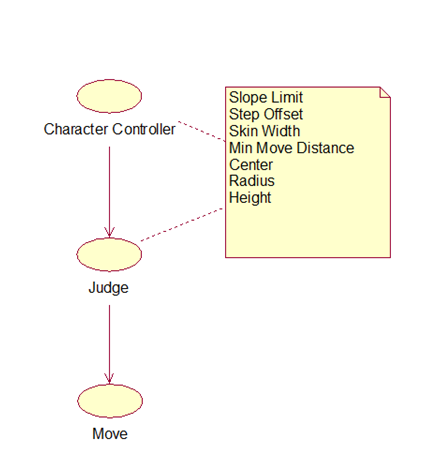 Character Controller
Slope Limit
Step Offset
Skin Width
Min Move Distance
Center
Radius
Height
Judge
Move